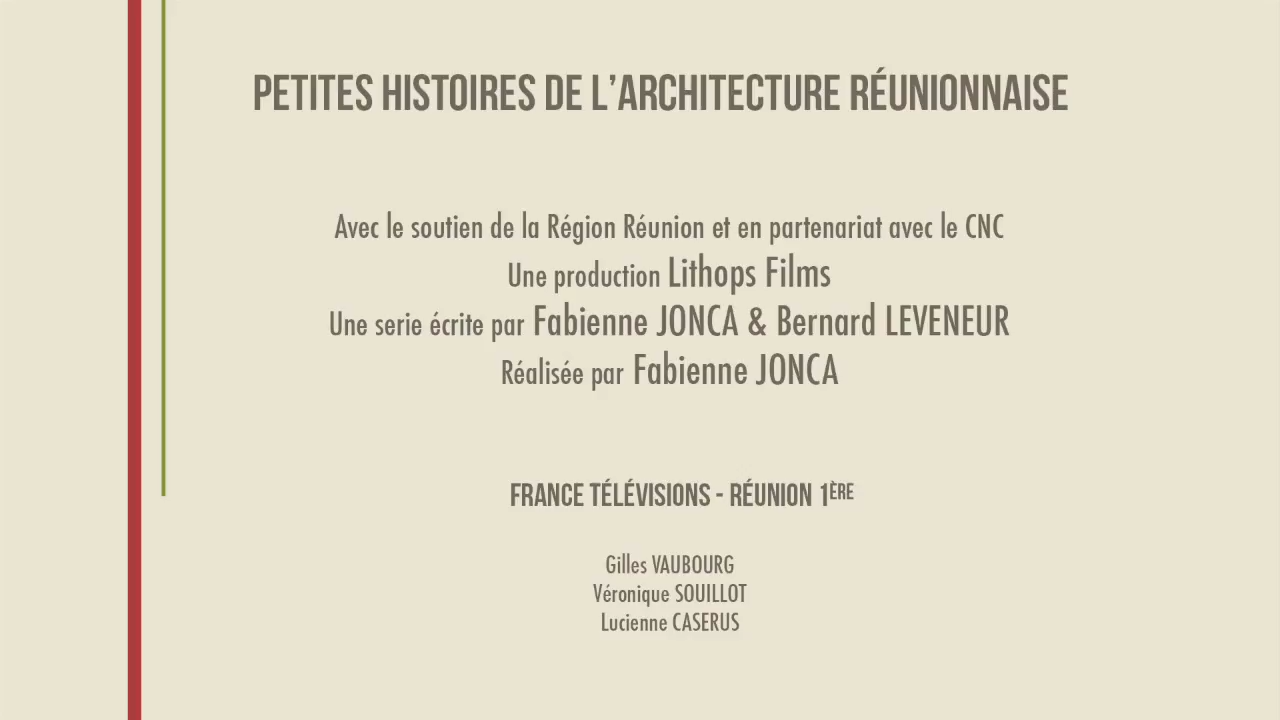 PETITES HISTOIRES DE L'ARCHITECTURE RÉUNIONNAISE
Avec le soutien de la Région Réunion et en partenariat avec le CNC
Une production Lithops Films
Une serie écrite par Fabienne JONCA & Bernard LEVENEUR
Réalisée par Fabienne JONCA
FRANCE TÉLÉVISIONS - RÉUNION 1ÈRE
Gilles VAUBOURG
Véronique SOUILLOT
Lucienne CASERUS